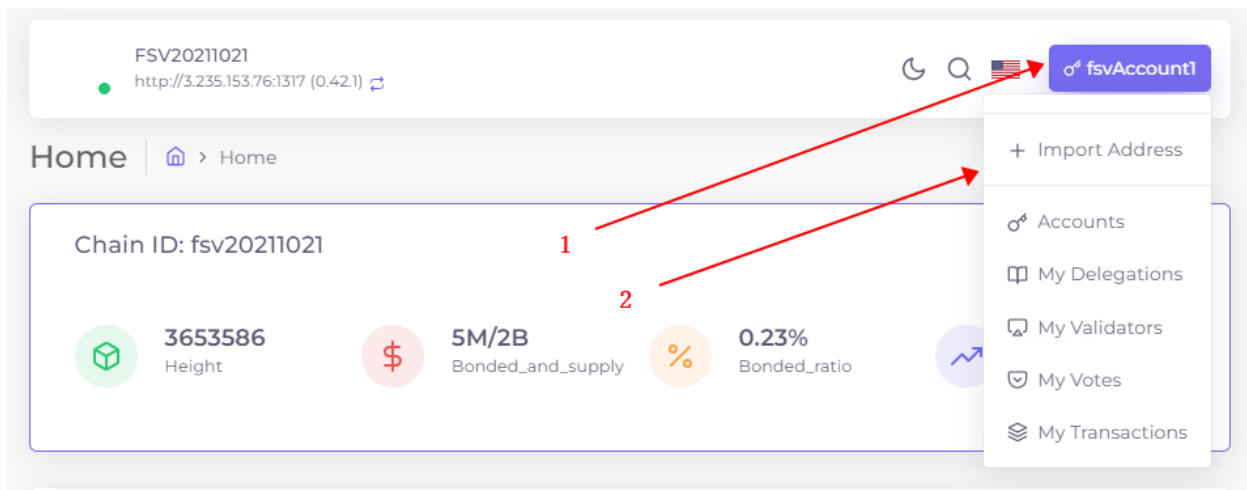 FSV20211021
http://3.235.153.76:1317 (0.42.1)
fsvAccount1
Import Address
Home
Home
Accounts
My Delegations
My Validators
My Votes
My Transactions
Chain ID: fsv20211021
1
2
3653586
Height
5M/2B
Bonded_and_supply
0.23%
Bonded_ratio